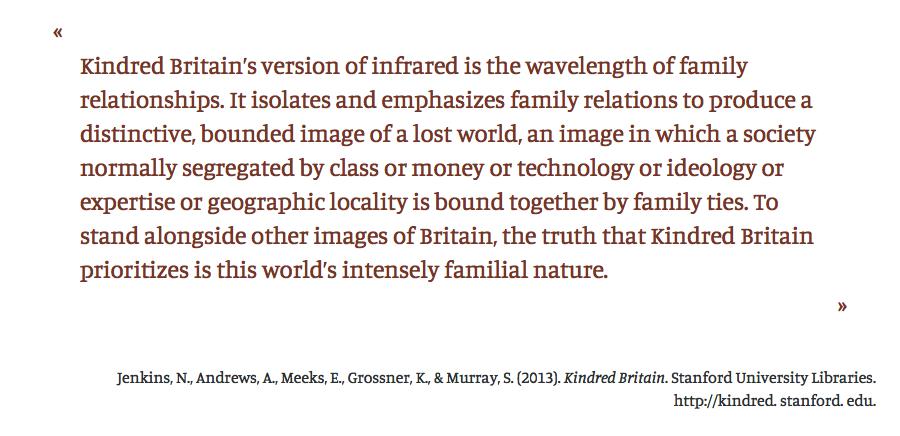 «
Kindred Britain’s version of infrared is the wavelength of family
relationships. It isolates and emphasizes family relations to produce a
distinctive, bounded image of a lost world, an image in which a society
normally segregated by class or money or technology or ideology or
expertise or geographic locality is bound together by family ties. To
stand alongside other images of Britain, the truth that Kindred Britain
prioritizes is this world’s intensely familial nature.
»
Jenkins, N., Andrews, A., Meeks, E., Grossner, K., & Murray, S. (2013). Kindred Britain. Stanford University Libraries.
http://kindred. stanford. edu.